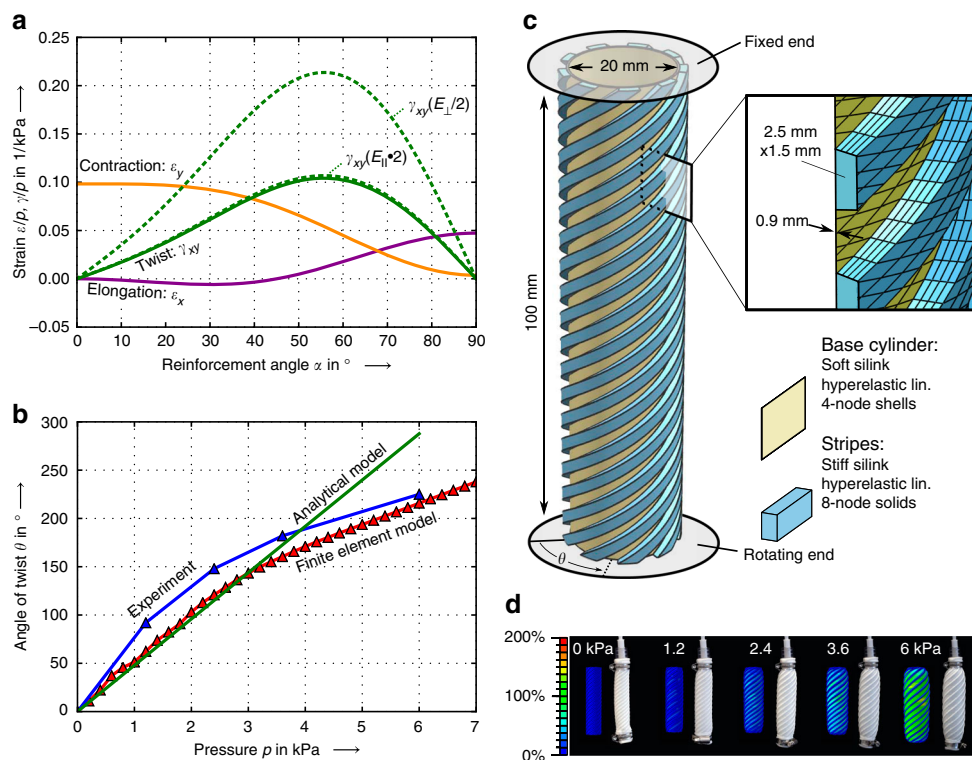 a
0.25
0.20
0.15
0.10
0.05
0.00
−0.05
Strain ε/p, γ/p in 1/kPa ⟶
γxy(E⊥/2)
γxy(EII•2)
Contraction: εy
Twist: γxy
Elongation: εx
0 10 20 30 40 50 60 70 80 90
Reinforcement angle α in ° ⟶
b
300
250
200
150
100
50
0
Angle of twist θ in ° ⟶
Experiment
Analytical model
Finite element model
0 1 2 3 4 5 6 7
Pressure p in kPa ⟶
c
Fixed end
20 mm
100 mm
2.5 mm
x1.5 mm
0.9 mm
Base cylinder:
Soft silink
hyperelastic lin.
4-node shells
Stripes:
Stiff silink
hyperelastic lin.
8-node solids
Rotating end
θ
d
200%
100%
0%
0 kPa 1.2 2.4 3.6 6 kPa